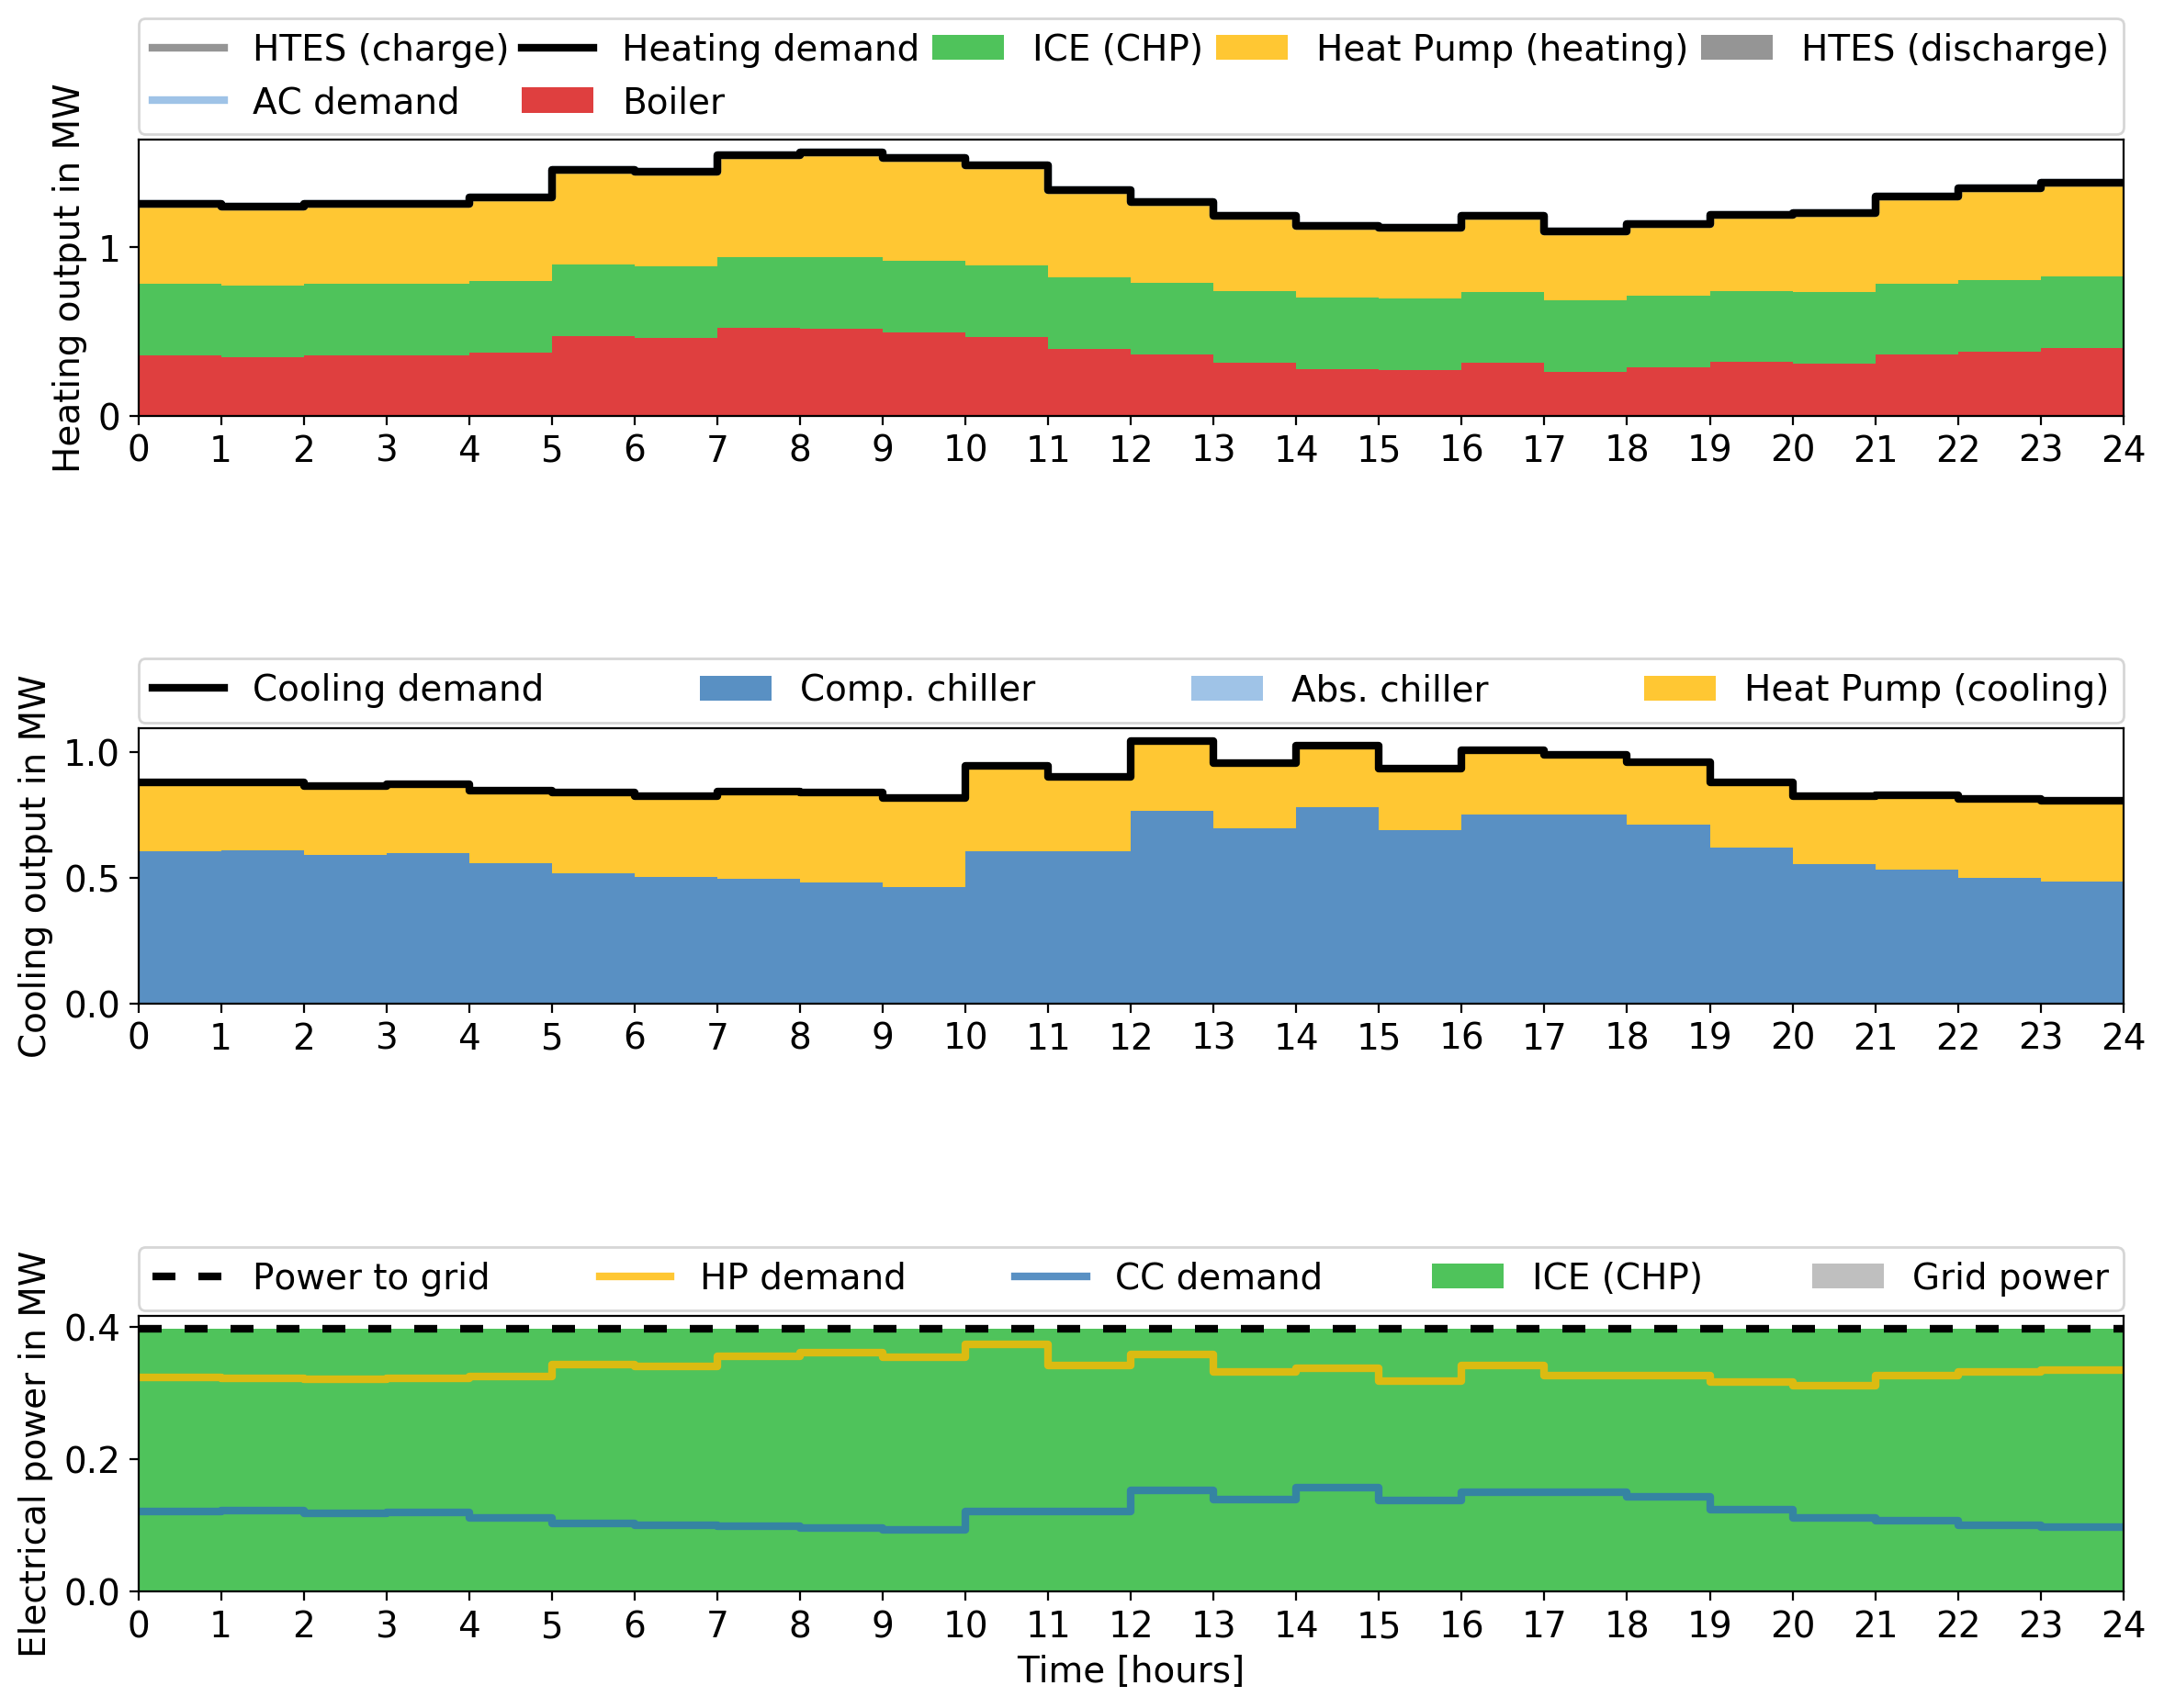 HTES (charge) Heating demand ICE (CHP) Heat Pump (heating) HTES (discharge)
AC demand Boiler
Heating output in MW
1
0
0 1 2 3 4 5 6 7 8 9 10 11 12 13 14 15 16 17 18 19 20 21 22 23 24
Cooling demand Comp. chiller Abs. chiller Heat Pump (cooling)
Cooling output in MW
1.0
0.5
0.0
0 1 2 3 4 5 6 7 8 9 10 11 12 13 14 15 16 17 18 19 20 21 22 23 24
Power to grid HP demand CC demand ICE (CHP) Grid power
Electrical power in MW
0.4
0.2
0.0
0 1 2 3 4 5 6 7 8 9 10 11 12 13 14 15 16 17 18 19 20 21 22 23 24
Time [hours]